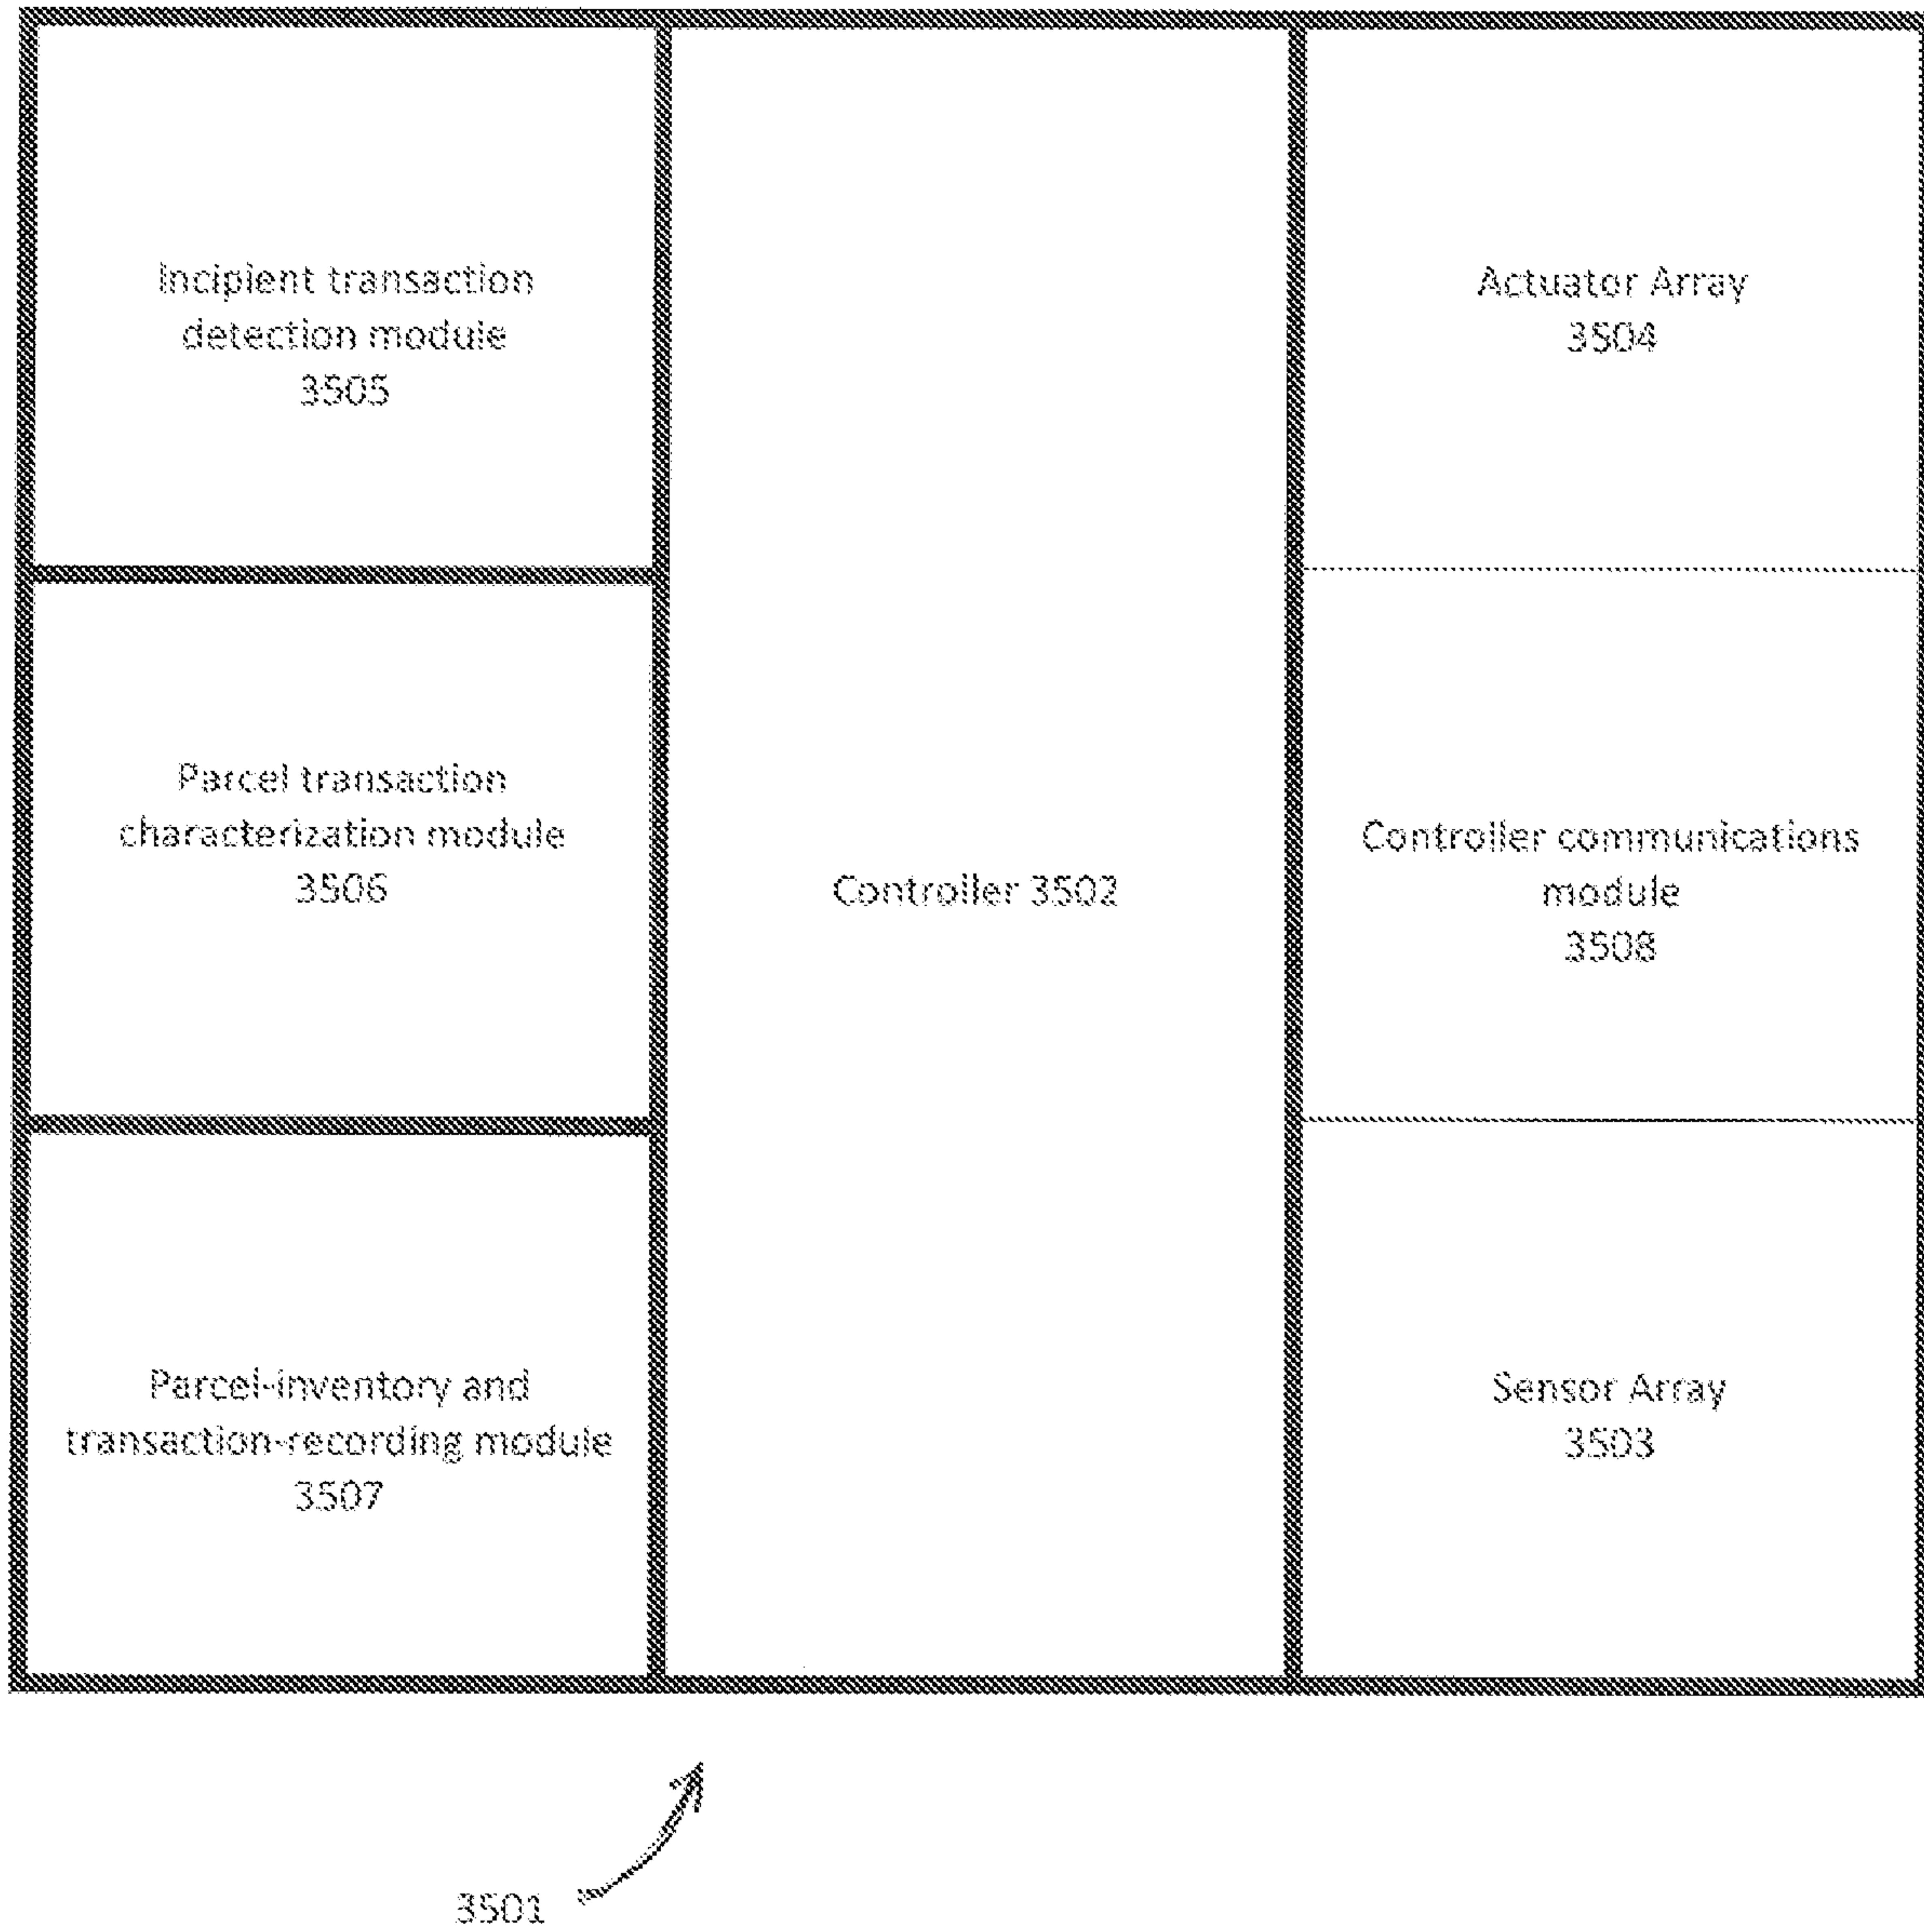 Incipient transaction
detection module
3505
Parcel transaction
characterization module
3506
Parcel-inventory and
transaction-recording module
3507
Controller 3502
Actuator Array
3504
Controller communications
module
3508
Sensor Array
3503
3501